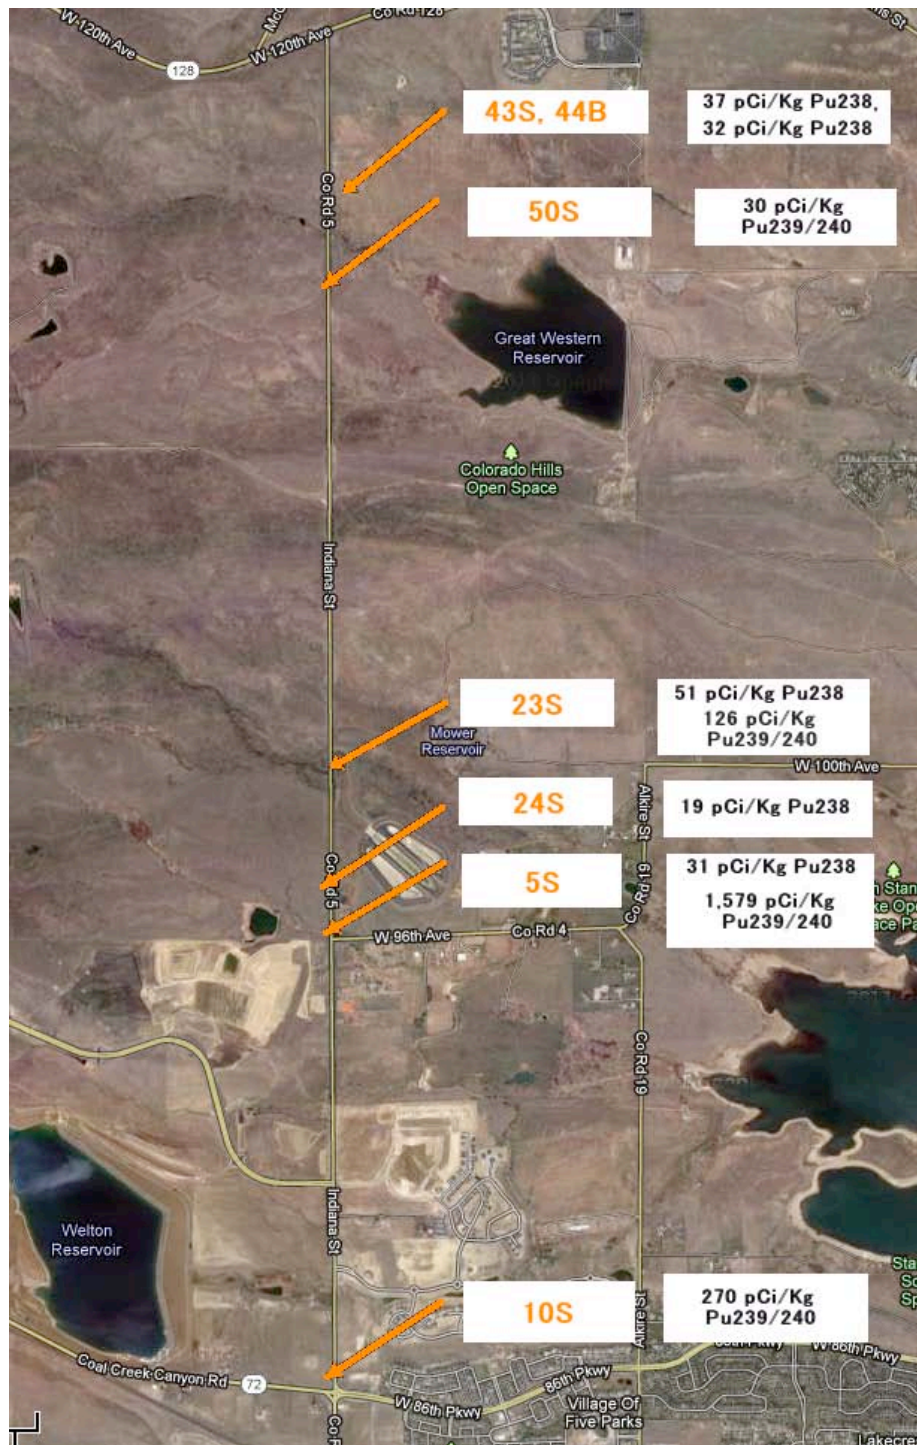 Co Rd 128
W 120th Ave
W 120th Ave
128
43S, 44B
37 pCi/Kg Pu238,
32 pCi/Kg Pu238
Co Rd 5
50S
30 pCi/Kg
Pu239/240
Great Western
Reservoir
Colorado Hills
Open Space
Indiana St
23S
51 pCi/Kg Pu238
126 pCi/Kg
Pu239/240
Mower
Reservoir
W 100th Ave
24S
19 pCi/Kg Pu238
Alkire St
Co Rd 5
5S
31 pCi/Kg Pu238
1,579 pCi/Kg
Pu239/240
Co Rd 19
W 96th Ave
Co Rd 4
Co Rd 19
Indiana St
Welton
Reservoir
10S
270 pCi/Kg
Pu239/240
Alkire St
W 86th Pkwy
Coal Creek Canyon Rd
72
W 86th Pkwy
86th Pkwy
Village Of
Five Parks